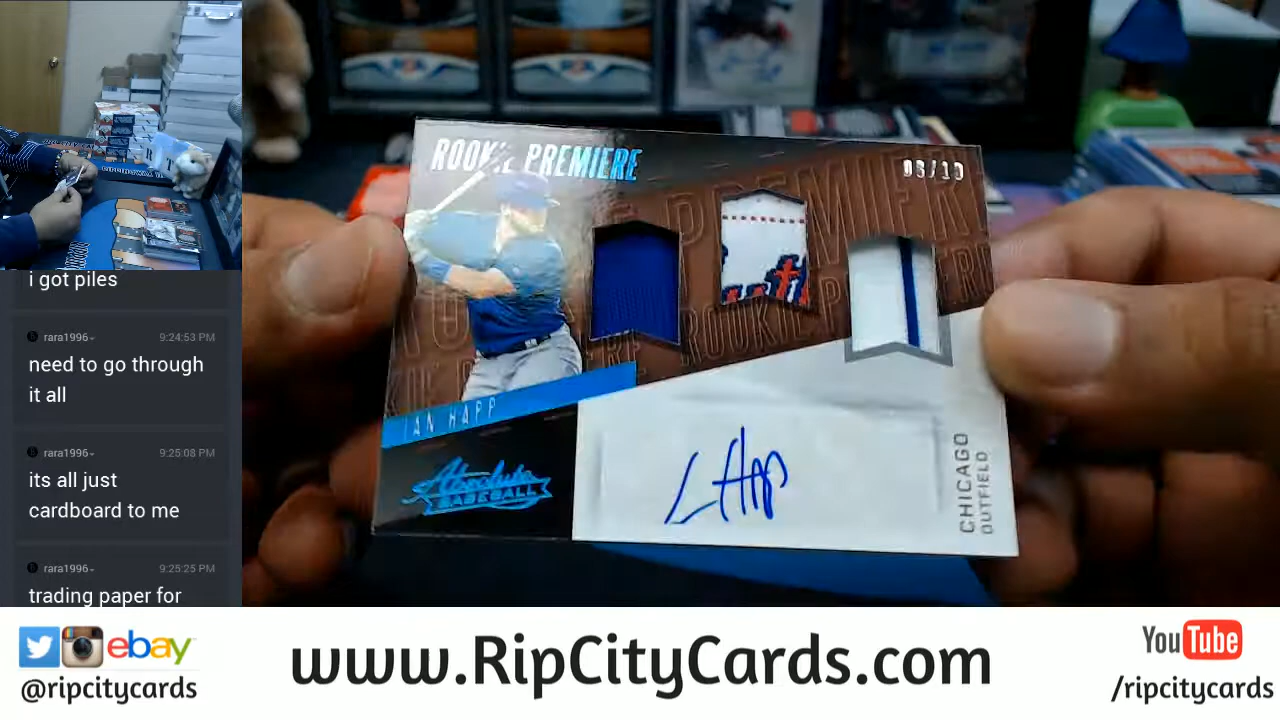 i got piles
rara1996
9:24:53 PM
need to go through
it all
rara1996
9:25:08 PM
its all just
cardboard to me
rara1996
9:25:25 PM
trading paper for
ROOKIE PREMIERE
IAN HAPP
Absolute
BASEBALL
CHICAGO
OUTFIELD
ebay
@ripcitycards
www.RipCityCards.com
YouTube
/ripcitycards